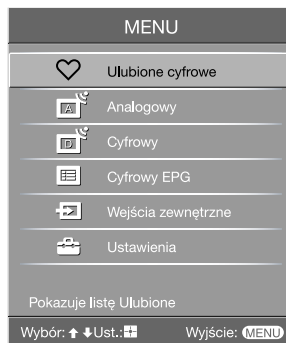 MENU
Ulubione cyfrowe
A Analogowy
D Cyfrowy
Cyfrowy EPG
Wejścia zewnętrzne
Ustawienia
Pokazuje listę Ulubione
Wybór: Ust.: Wyjście: MENU